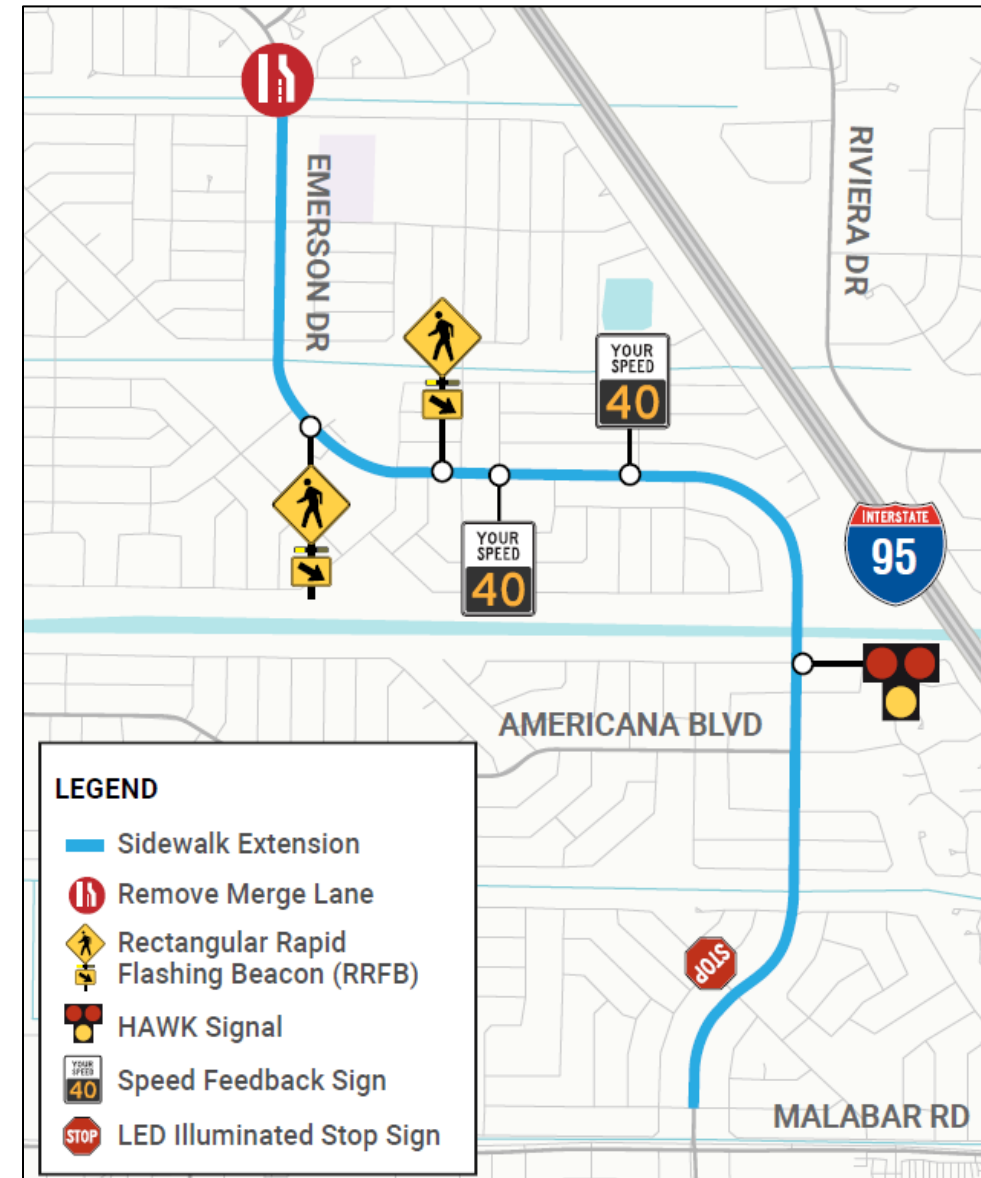 EMERSON DR
RIVIERA DR
YOUR
SPEED
40
YOUR
SPEED
40
INTERSTATE
95
AMERICANA BLVD
STOP
MALABAR RD
LEGEND
Sidewalk Extension
Remove Merge Lane
Rectangular Rapid
Flashing Beacon (RRFB)
HAWK Signal
YOUR
SPEED
40
Speed Feedback Sign
STOP
LED Illuminated Stop Sign